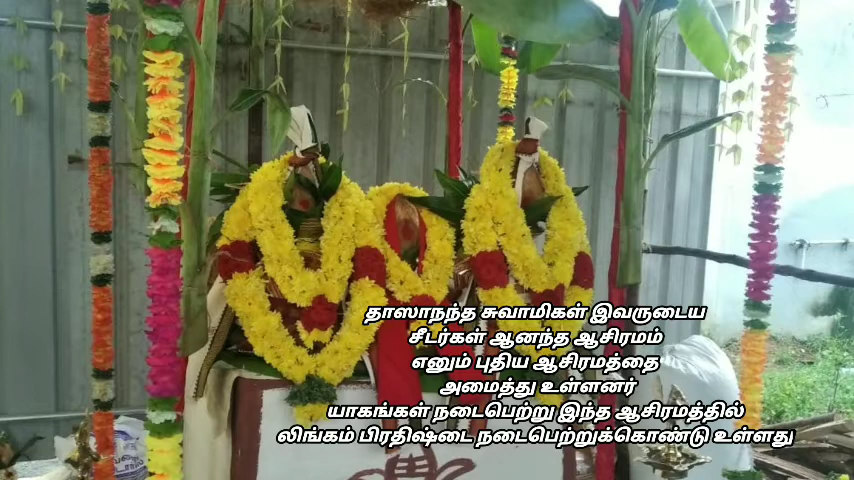 தாஸாநந்த சுவாமிகள் இவருடைய
சீடர்கள் ஆனந்த ஆசிரமம்
எனும் புதிய ஆசிரமத்தை
அமைத்து உள்ளனர்
யாகங்கள் நடைபெற்று இந்த ஆசிரமத்தில்
லிங்கம் பிரதிஷ்டை நடைபெற்றுக்கொண்டு உள்ளது